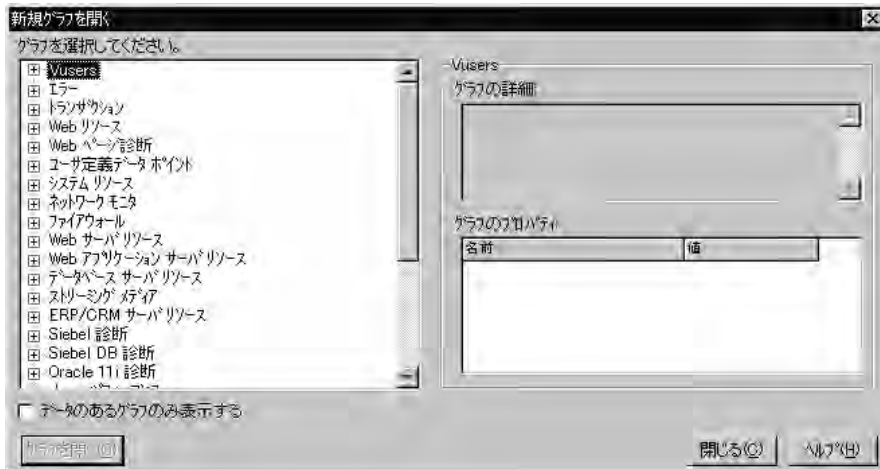 新規ｸﾞﾗﾌを開く
ｸﾞﾗﾌを選択してください。
Vusers
ｴﾗｰ
ﾄﾗﾝｻﾞｸｼｮﾝ
Web ﾘｿｰｽ
Web ﾍﾟｰｼﾞ診断
ﾕｰｻﾞ定義ﾃﾞｰﾀ ﾎﾟｲﾝﾄ
ｼｽﾃﾑ ﾘｿｰｽ
ﾈｯﾄﾜｰｸ ﾓﾆﾀ
ﾌｧｲｱｳｫｰﾙ
Web ｻｰﾊﾞ ﾘｿｰｽ
Web ｱﾌﾟﾘｹｰｼｮﾝ ｻｰﾊﾞ ﾘｿｰｽ
ﾃﾞｰﾀﾍﾞｰｽ ｻｰﾊﾞ ﾘｿｰｽ
ｽﾄﾘｰﾐﾝｸﾞ ﾒﾃﾞｨｱ
ERP/CRM ｻｰﾊﾞ ﾘｿｰｽ
Siebel 診断
Siebel DB 診断
Oracle 11i 診断
ﾃﾞｰﾀのあるｸﾞﾗﾌのみ表示する
ｸﾞﾗﾌを開く(O)
Vusers
ｸﾞﾗﾌの詳細:
ｸﾞﾗﾌのﾌﾟﾛﾊﾟﾃｨ:
名前 値
閉じる(C) ﾍﾙﾌﾟ(H)